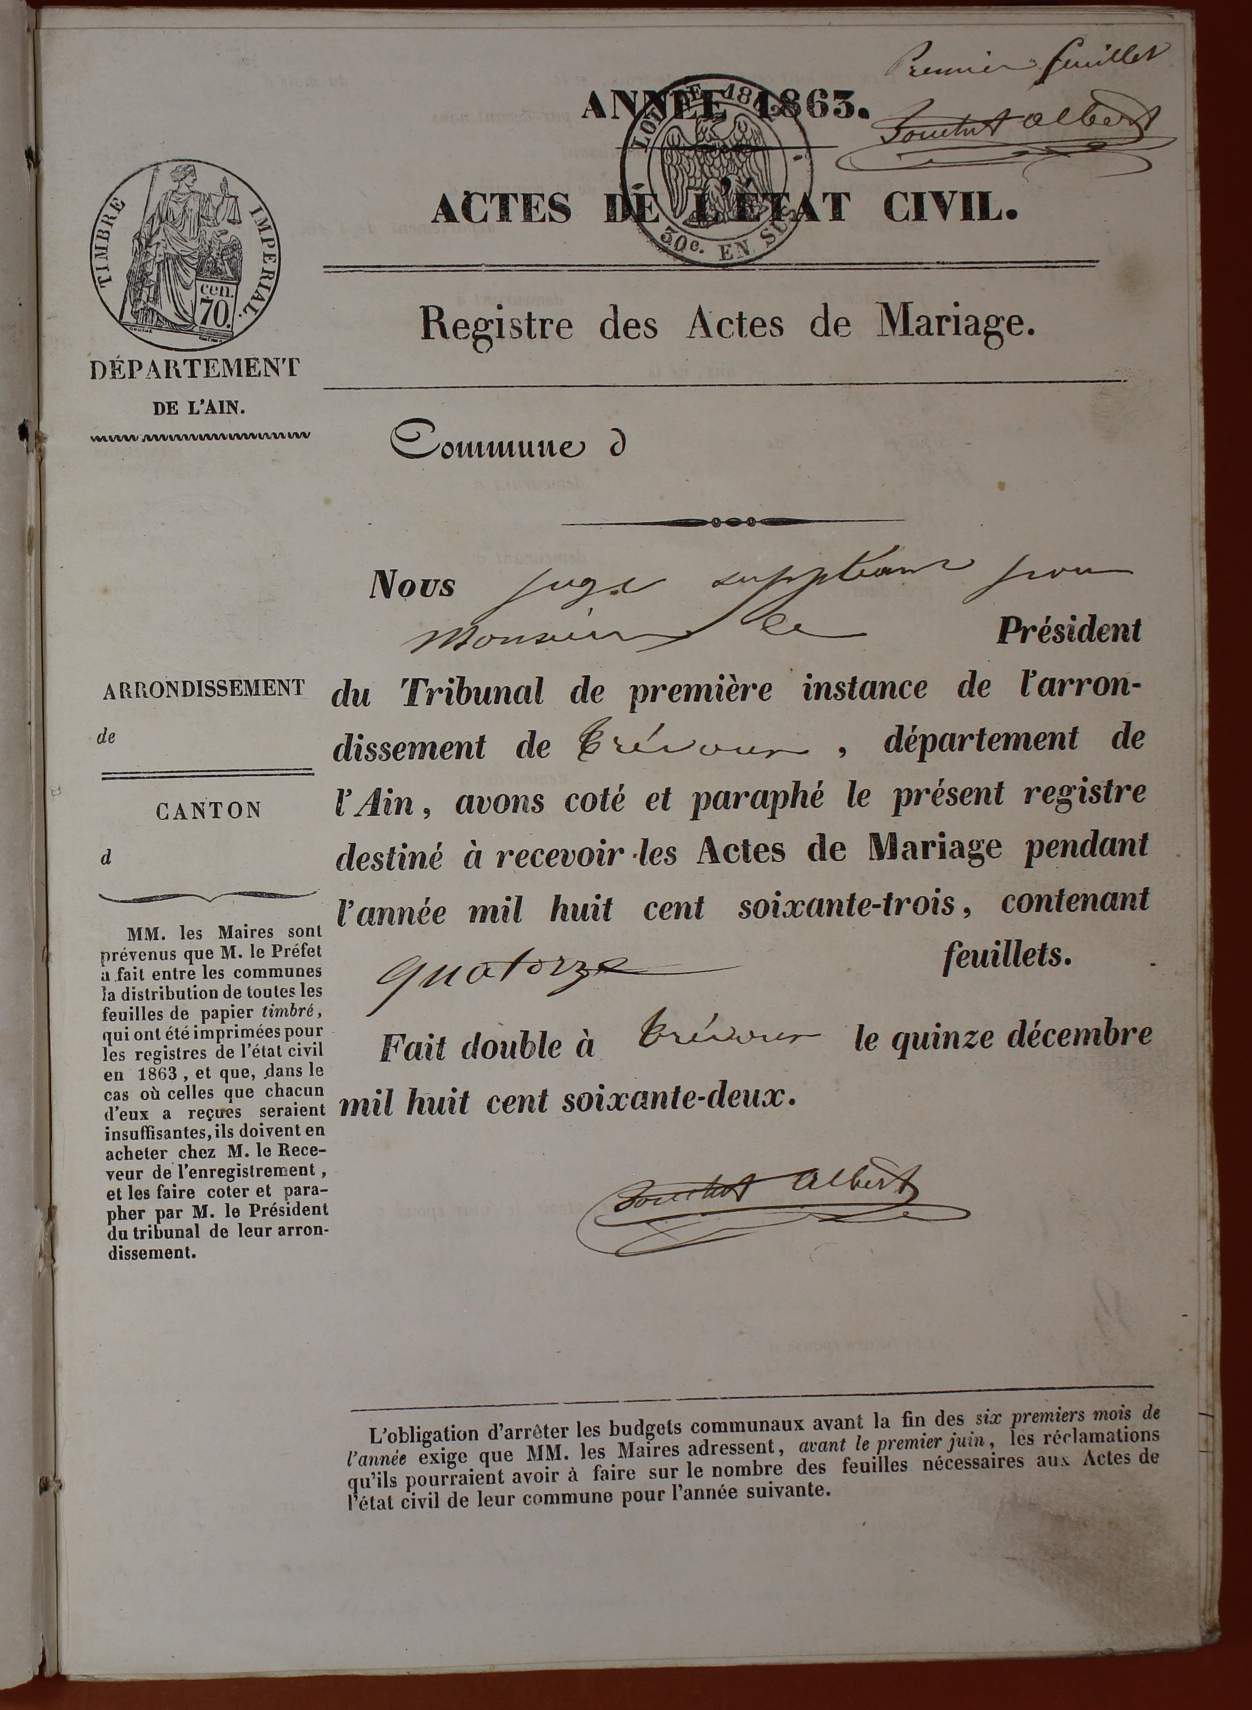 Premier feuillet
ANNÉE 1863.
LOI DE 1862
50c. EN SUS
Albert
ACTES DE L'ÉTAT CIVIL.
TIMBRE IMPERIAL.
cen.
70.
Registre des Actes de Mariage.
DÉPARTEMENT
DE L'AIN.
Commune d
Nous juge suppléant pour
Monsieur le Président
du Tribunal de première instance de l'arron-
dissement de Trévoux, département de
l'Ain, avons coté et paraphé le présent registre
destiné à recevoir les Actes de Mariage pendant
l'année mil huit cent soixante-trois, contenant
quatorze feuillets.
Fait double à Trévoux le quinze décembre
mil huit cent soixante-deux.
Albert
ARRONDISSEMENT
de
CANTON
d
MM. les Maires sont
prévenus que M. le Préfet
a fait entre les communes
la distribution de toutes les
feuilles de papier timbré,
qui ont été imprimées pour
les registres de l'état civil
en 1863, et que, dans le
cas où celles que chacun
d'eux a reçues seraient
insuffisantes, ils doivent en
acheter chez M. le Rece-
veur de l'enregistrement,
et les faire coter et para-
pher par M. le Président
du tribunal de leur arron-
dissement.
L'obligation d'arrêter les budgets communaux avant la fin des six premiers mois de
l'année exige que MM. les Maires adressent, avant le premier juin, les réclamations
qu'ils pourraient avoir à faire sur le nombre des feuilles nécessaires aux Actes de
l'état civil de leur commune pour l'année suivante.